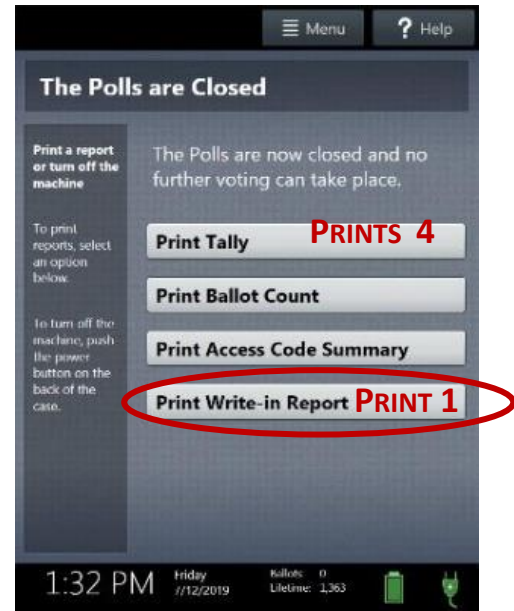 Menu
? Help
The Polls are Closed
Print a report
or turn off the
machine
To print
reports, select
an option
below.
To turn off the
machine, push
the power
button on the
back of the
case.
The Polls are now closed and no
further voting can take place.
Print Tally PRINTS 4
Print Ballot Count
Print Access Code Summary
Print Write-in Report PRINT 1
1:32 PM
Friday
7/12/2019
Ballots: 0
Lifetime: 1,363